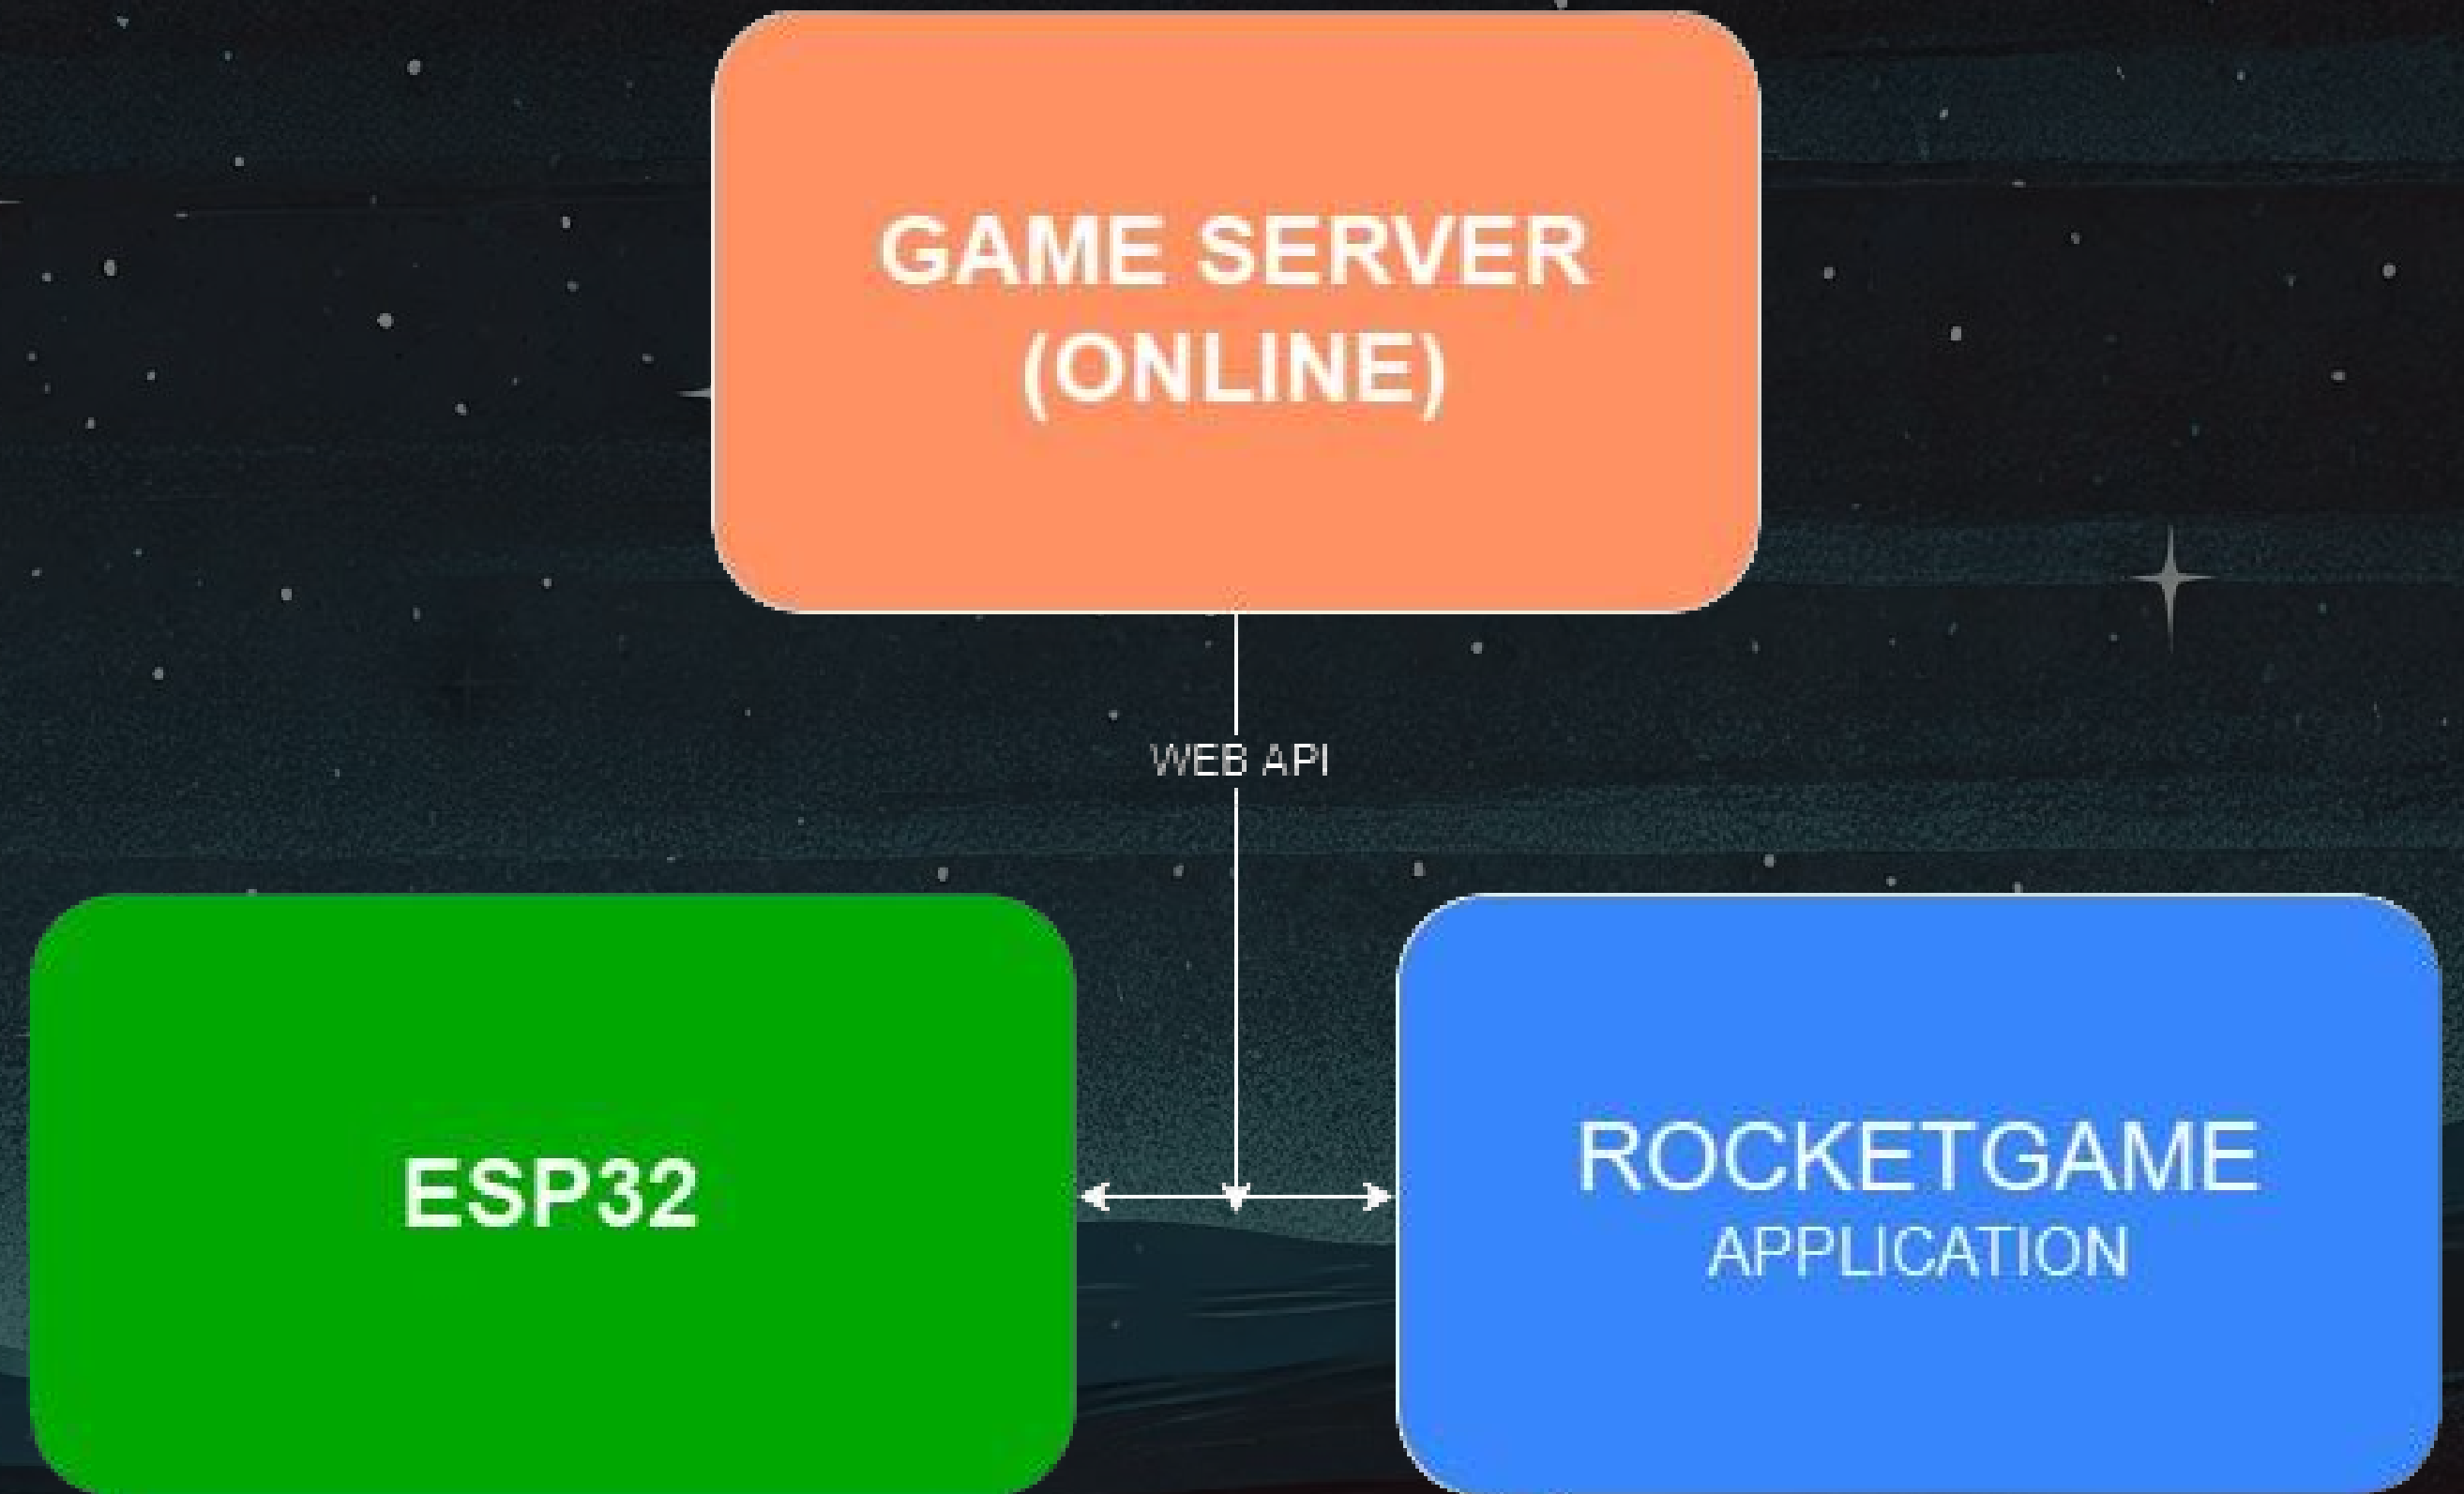 GAME SERVER
(ONLINE)
WEB API
ESP32
ROCKETGAME
APPLICATION